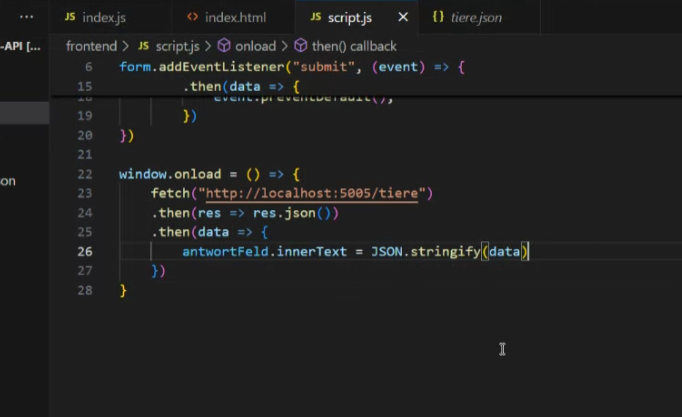 ··· JS index.js <> index.html JS script.js × {} tiere.json
-API [... frontend > JS script.js > onload > then() callback
6 form.addEventListener("submit", (event) => {
15 .then(data => {
18 event.preventDefault();
19 })
20 })
21
on
22 window.onload = () => {
23 fetch("http://localhost:5005/tiere")
24 .then(res => res.json())
25 .then(data => {
26 antwortFeld.innerText = JSON.stringify(data)
27 })
28 }